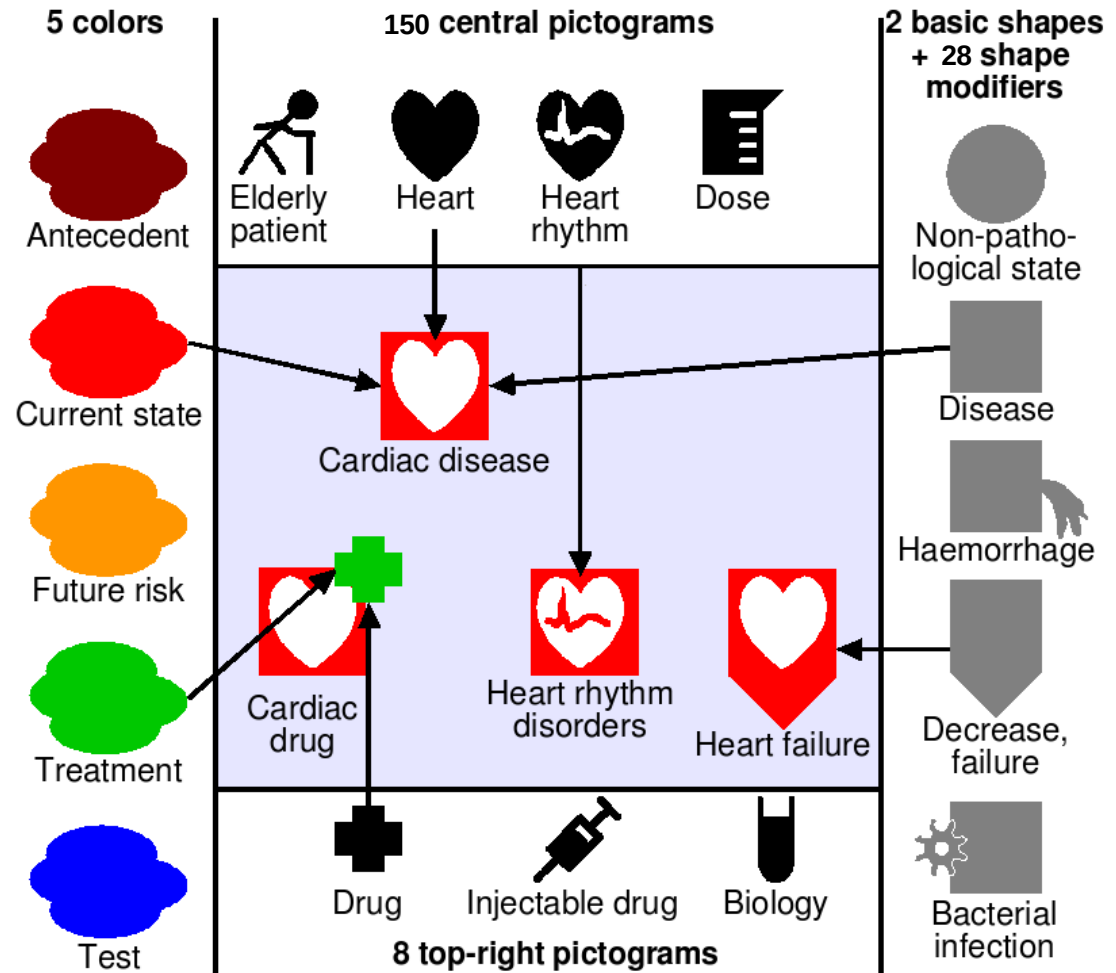 5 colors
Antecedent
Current state
Future risk
Treatment
Test
150 central pictograms
Elderly
patient
Heart
Heart
rhythm
Dose
Cardiac disease
Cardiac
drug
Heart rhythm
disorders
Heart failure
Drug
Injectable drug
Biology
8 top-right pictograms
2 basic shapes
+ 28 shape
modifiers
Non-patho-
logical state
Disease
Haemorrhage
Decrease,
failure
Bacterial
infection